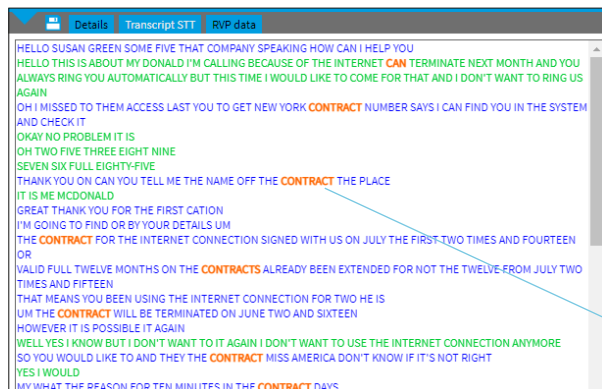 Details Transcript STT RVP data
HELLO SUSAN GREEN SOME FIVE THAT COMPANY SPEAKING HOW CAN I HELP YOU
HELLO THIS IS ABOUT MY DONALD I'M CALLING BECAUSE OF THE INTERNET CAN TERMINATE NEXT MONTH AND YOU
ALWAYS RING YOU AUTOMATICALLY BUT THIS TIME I WOULD LIKE TO COME FOR THAT AND I DON'T WANT TO RING US
AGAIN
OH I MISSED TO THEM ACCESS LAST YOU TO GET NEW YORK CONTRACT NUMBER SAYS I CAN FIND YOU IN THE SYSTEM
AND CHECK IT
OKAY NO PROBLEM IT IS
OH TWO FIVE THREE EIGHT NINE
SEVEN SIX FULL EIGHTY-FIVE
THANK YOU ON CAN YOU TELL ME THE NAME OFF THE CONTRACT THE PLACE
IT IS ME MCDONALD
GREAT THANK YOU FOR THE FIRST CATION
I'M GOING TO FIND OR BY YOUR DETAILS UM
THE CONTRACT FOR THE INTERNET CONNECTION SIGNED WITH US ON JULY THE FIRST TWO TIMES AND FOURTEEN
OR
VALID FULL TWELVE MONTHS ON THE CONTRACTS ALREADY BEEN EXTENDED FOR NOT THE TWELVE FROM JULY TWO
TIMES AND FIFTEEN
THAT MEANS YOU BEEN USING THE INTERNET CONNECTION FOR TWO HE IS
UM THE CONTRACT WILL BE TERMINATED ON JUNE TWO AND SIXTEEN
HOWEVER IT IS POSSIBLE IT AGAIN
WELL YES I KNOW BUT I DON'T WANT TO IT AGAIN I DON'T WANT TO USE THE INTERNET CONNECTION ANYMORE
SO YOU WOULD LIKE TO AND THEY THE CONTRACT MISS AMERICA DON'T KNOW IF IT'S NOT RIGHT
YES I WOULD
MY WHAT THE REASON FOR TEN MINUTES IN THE CONTRACT DAYS